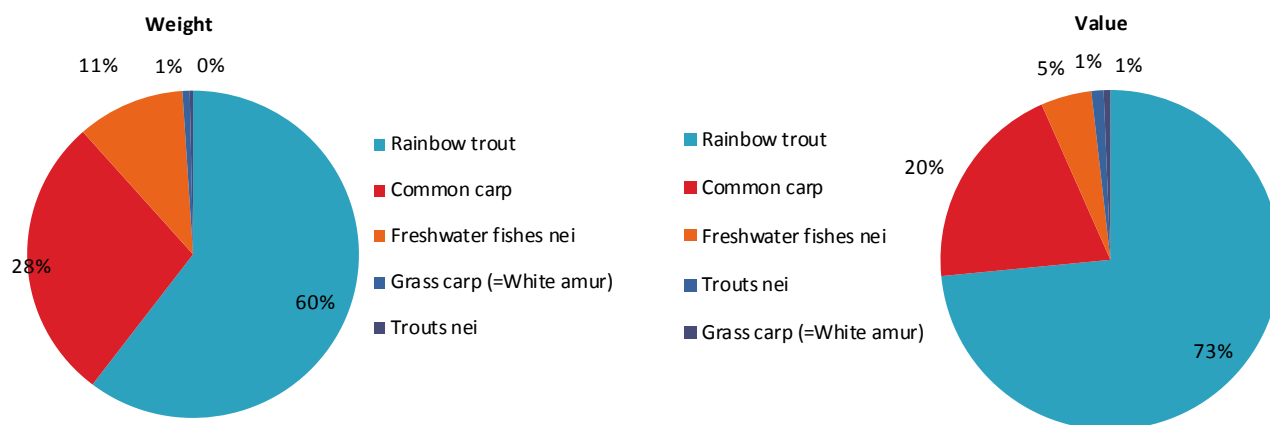 Weight
11%
1%
0%
28%
60%
Rainbow trout
Common carp
Freshwater fishes nei
Grass carp (=White amur)
Trouts nei
Value
5%
1%
1%
20%
73%
Rainbow trout
Common carp
Freshwater fishes nei
Trouts nei
Grass carp (=White amur)